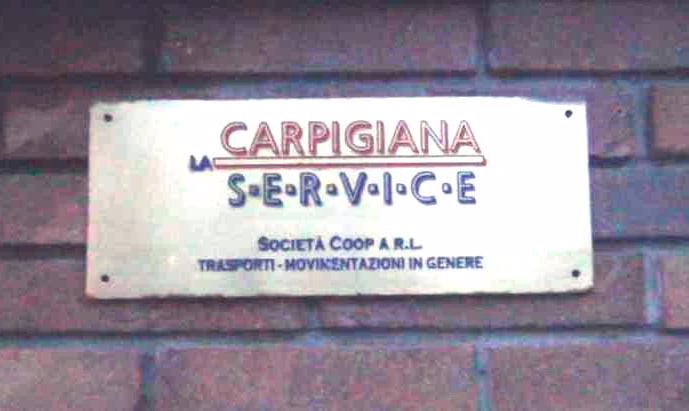 CARPIGIANA
LA
S·E·R·V·I·C·E
SOCIETÀ COOP A R.L.
TRASPORTI - MOVIMENTAZIONI IN GENERE